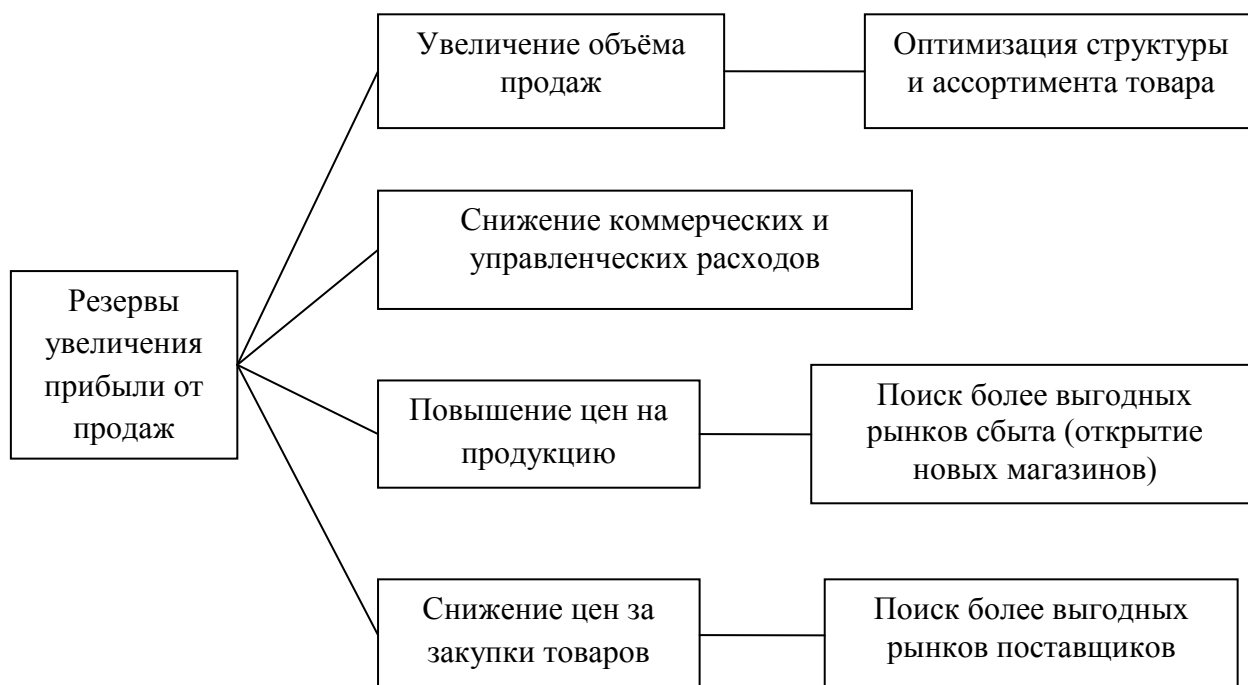 Увеличение объёма
продаж
Оптимизация структуры
и ассортимента товара
Снижение коммерческих и
управленческих расходов
Резервы
увеличения
прибыли от
продаж
Повышение цен на
продукцию
Поиск более выгодных
рынков сбыта (открытие
новых магазинов)
Снижение цен за
закупки товаров
Поиск более выгодных
рынков поставщиков